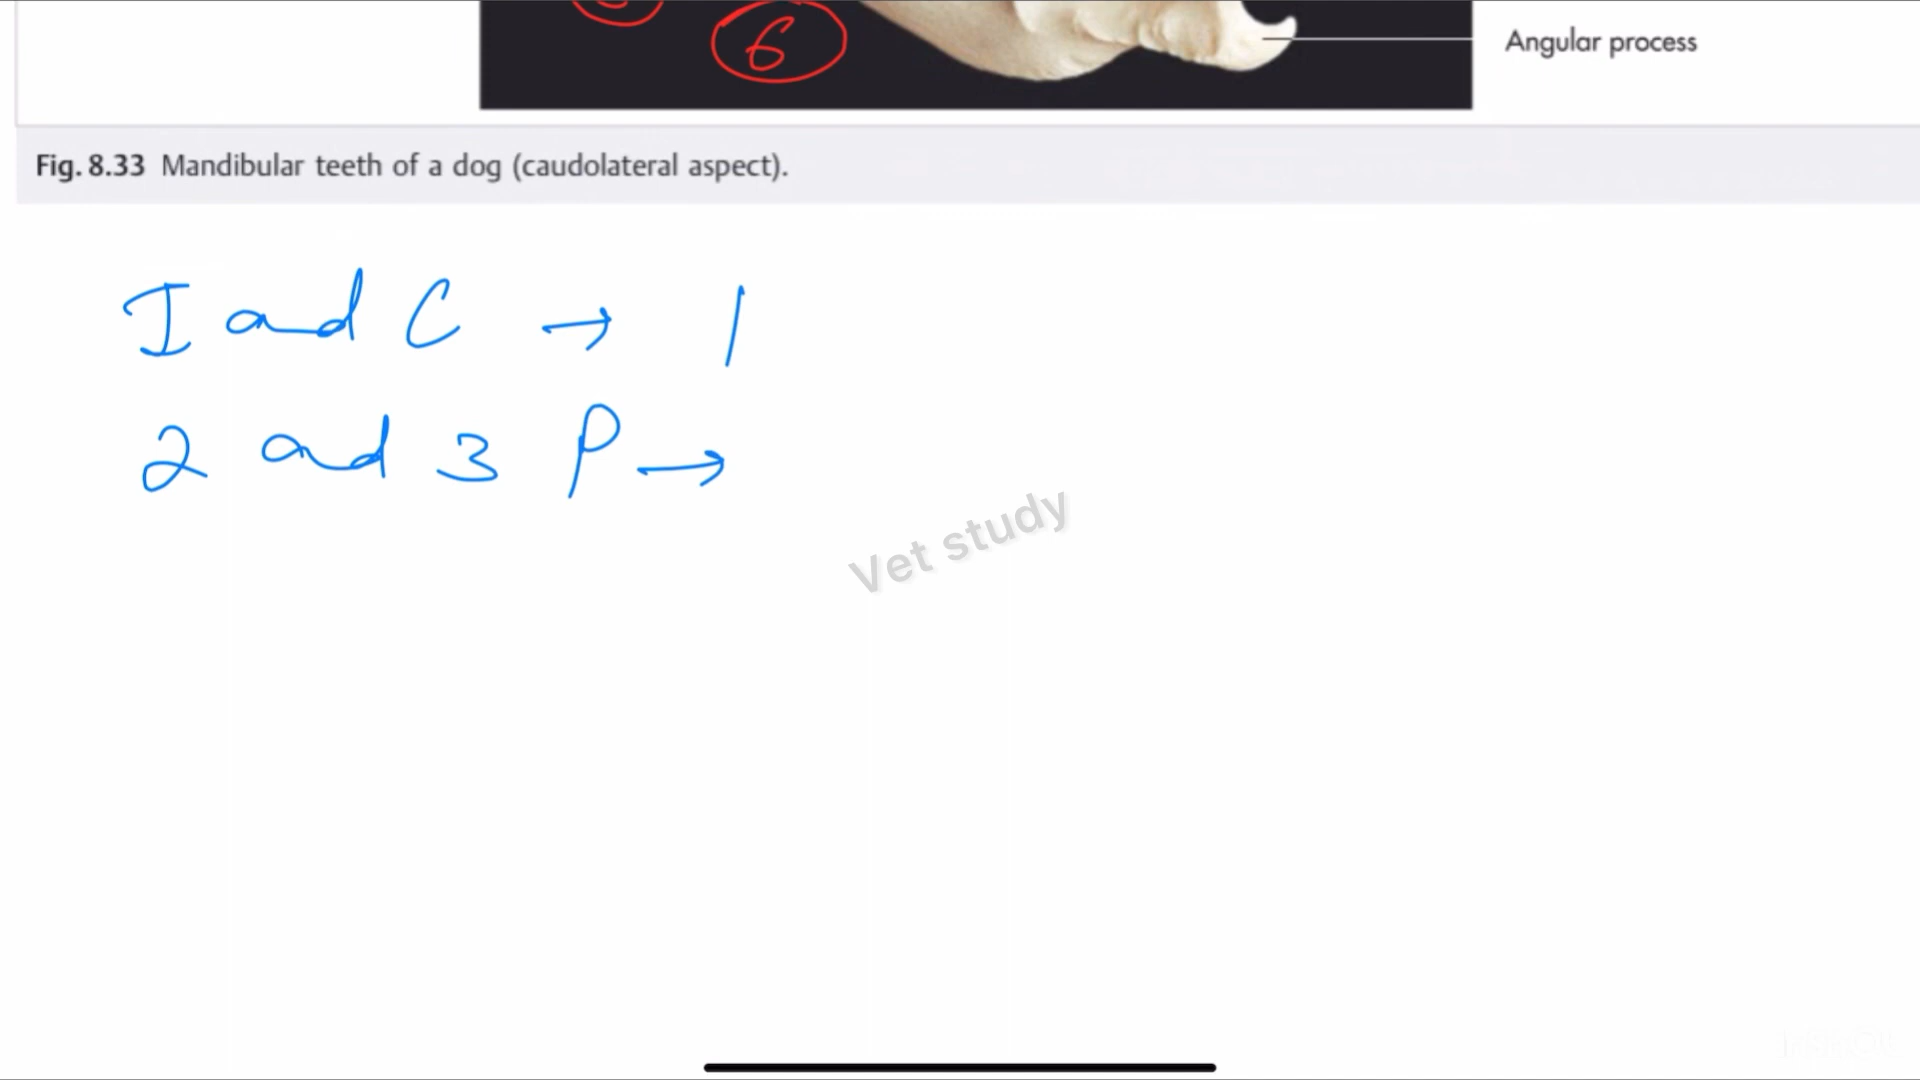 6
Angular process
Fig. 8.33 Mandibular teeth of a dog (caudolateral aspect).
I and C → 1
2 and 3 P →
Vet study